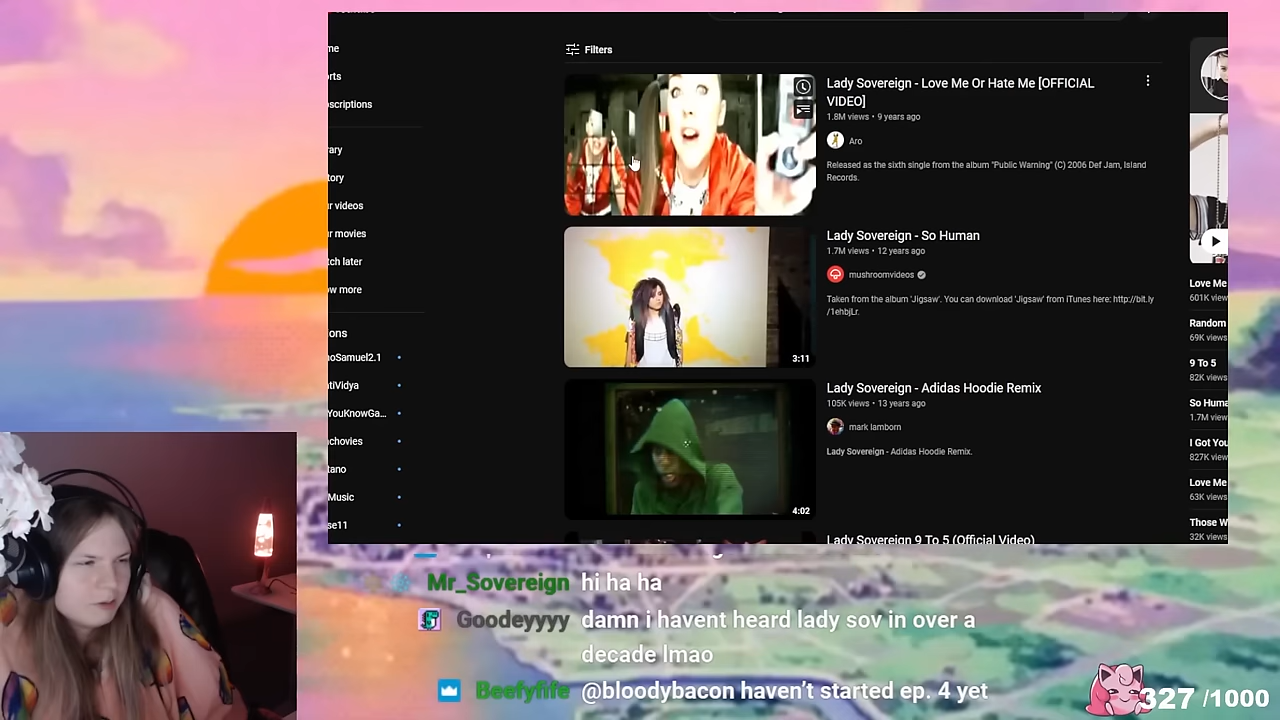 Filters
me
Lady Sovereign - Love Me Or Hate Me [OFFICIAL
VIDEO]
1.8M views • 9 years ago
Aro
Released as the sixth single from the album "Public Warning" (C) 2006 Def Jam, Island
Records.
rts
scriptions
rary
tory
r videos
r movies
tch later
w more
ons
oSamuel2.1
tiVidya
YouKnowGa...
chovies
tano
Music
se11
Lady Sovereign - So Human
1.7M views • 12 years ago
mushroomvideos
Taken from the album 'Jigsaw'. You can download 'Jigsaw' from iTunes here: http://bit.ly
/1ehbjLr.
3:11
Lady Sovereign - Adidas Hoodie Remix
105K views • 13 years ago
mark lamborn
Lady Sovereign - Adidas Hoodie Remix.
4:02
Lady Sovereign 9 To 5 (Official Video)
Love Me
601K view
Random
69K views
9 To 5
82K views
So Huma
1.7M view
I Got You
827K view
Love Me
63K views
Those W
32K views
Mr_Sovereign hi ha ha
Goodeyyyy damn i havent heard lady sov in over a
decade lmao
Beefyfife @bloodybacon haven't started ep. 4 yet
327 /1000